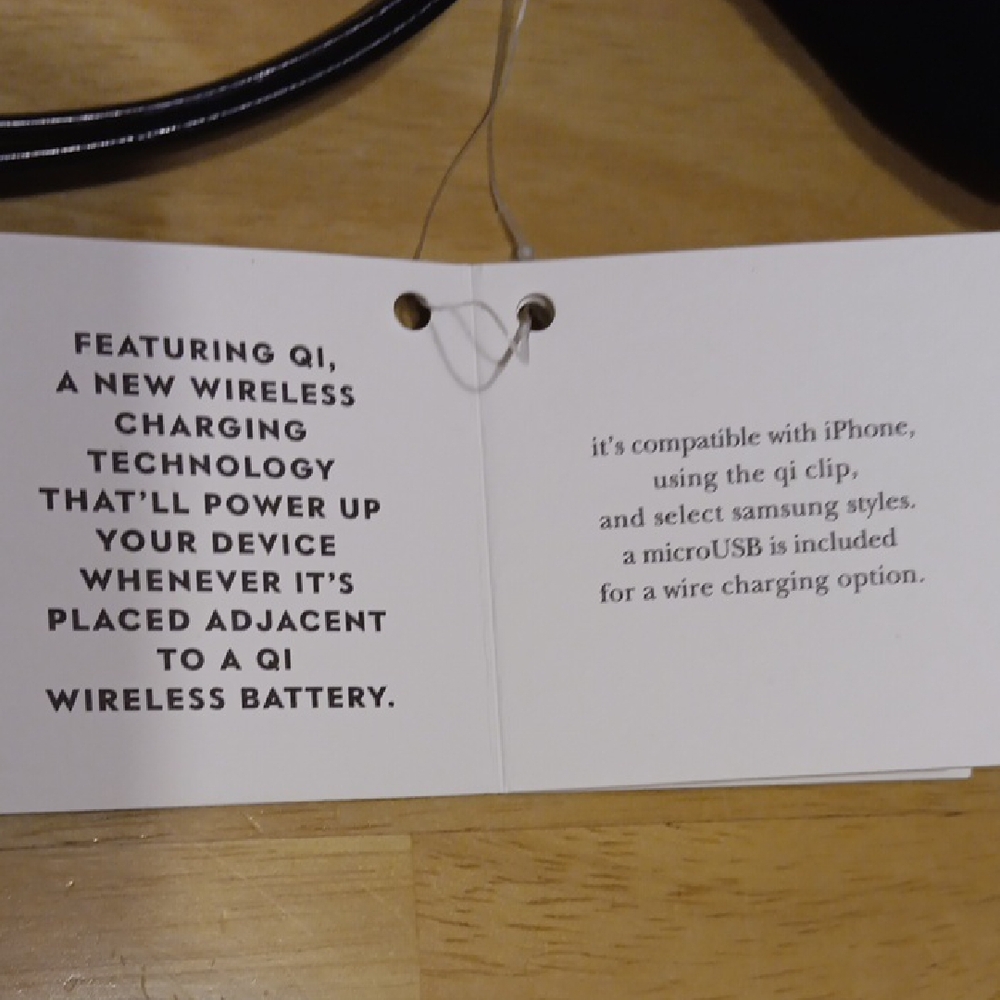 FEATURING QI,
A NEW WIRELESS
CHARGING
TECHNOLOGY
THAT'LL POWER UP
YOUR DEVICE
WHENEVER IT'S
PLACED ADJACENT
TO A QI
WIRELESS BATTERY.
it's compatible with iPhone,
using the qi clip,
and select samsung styles.
a microUSB is included
for a wire charging option.